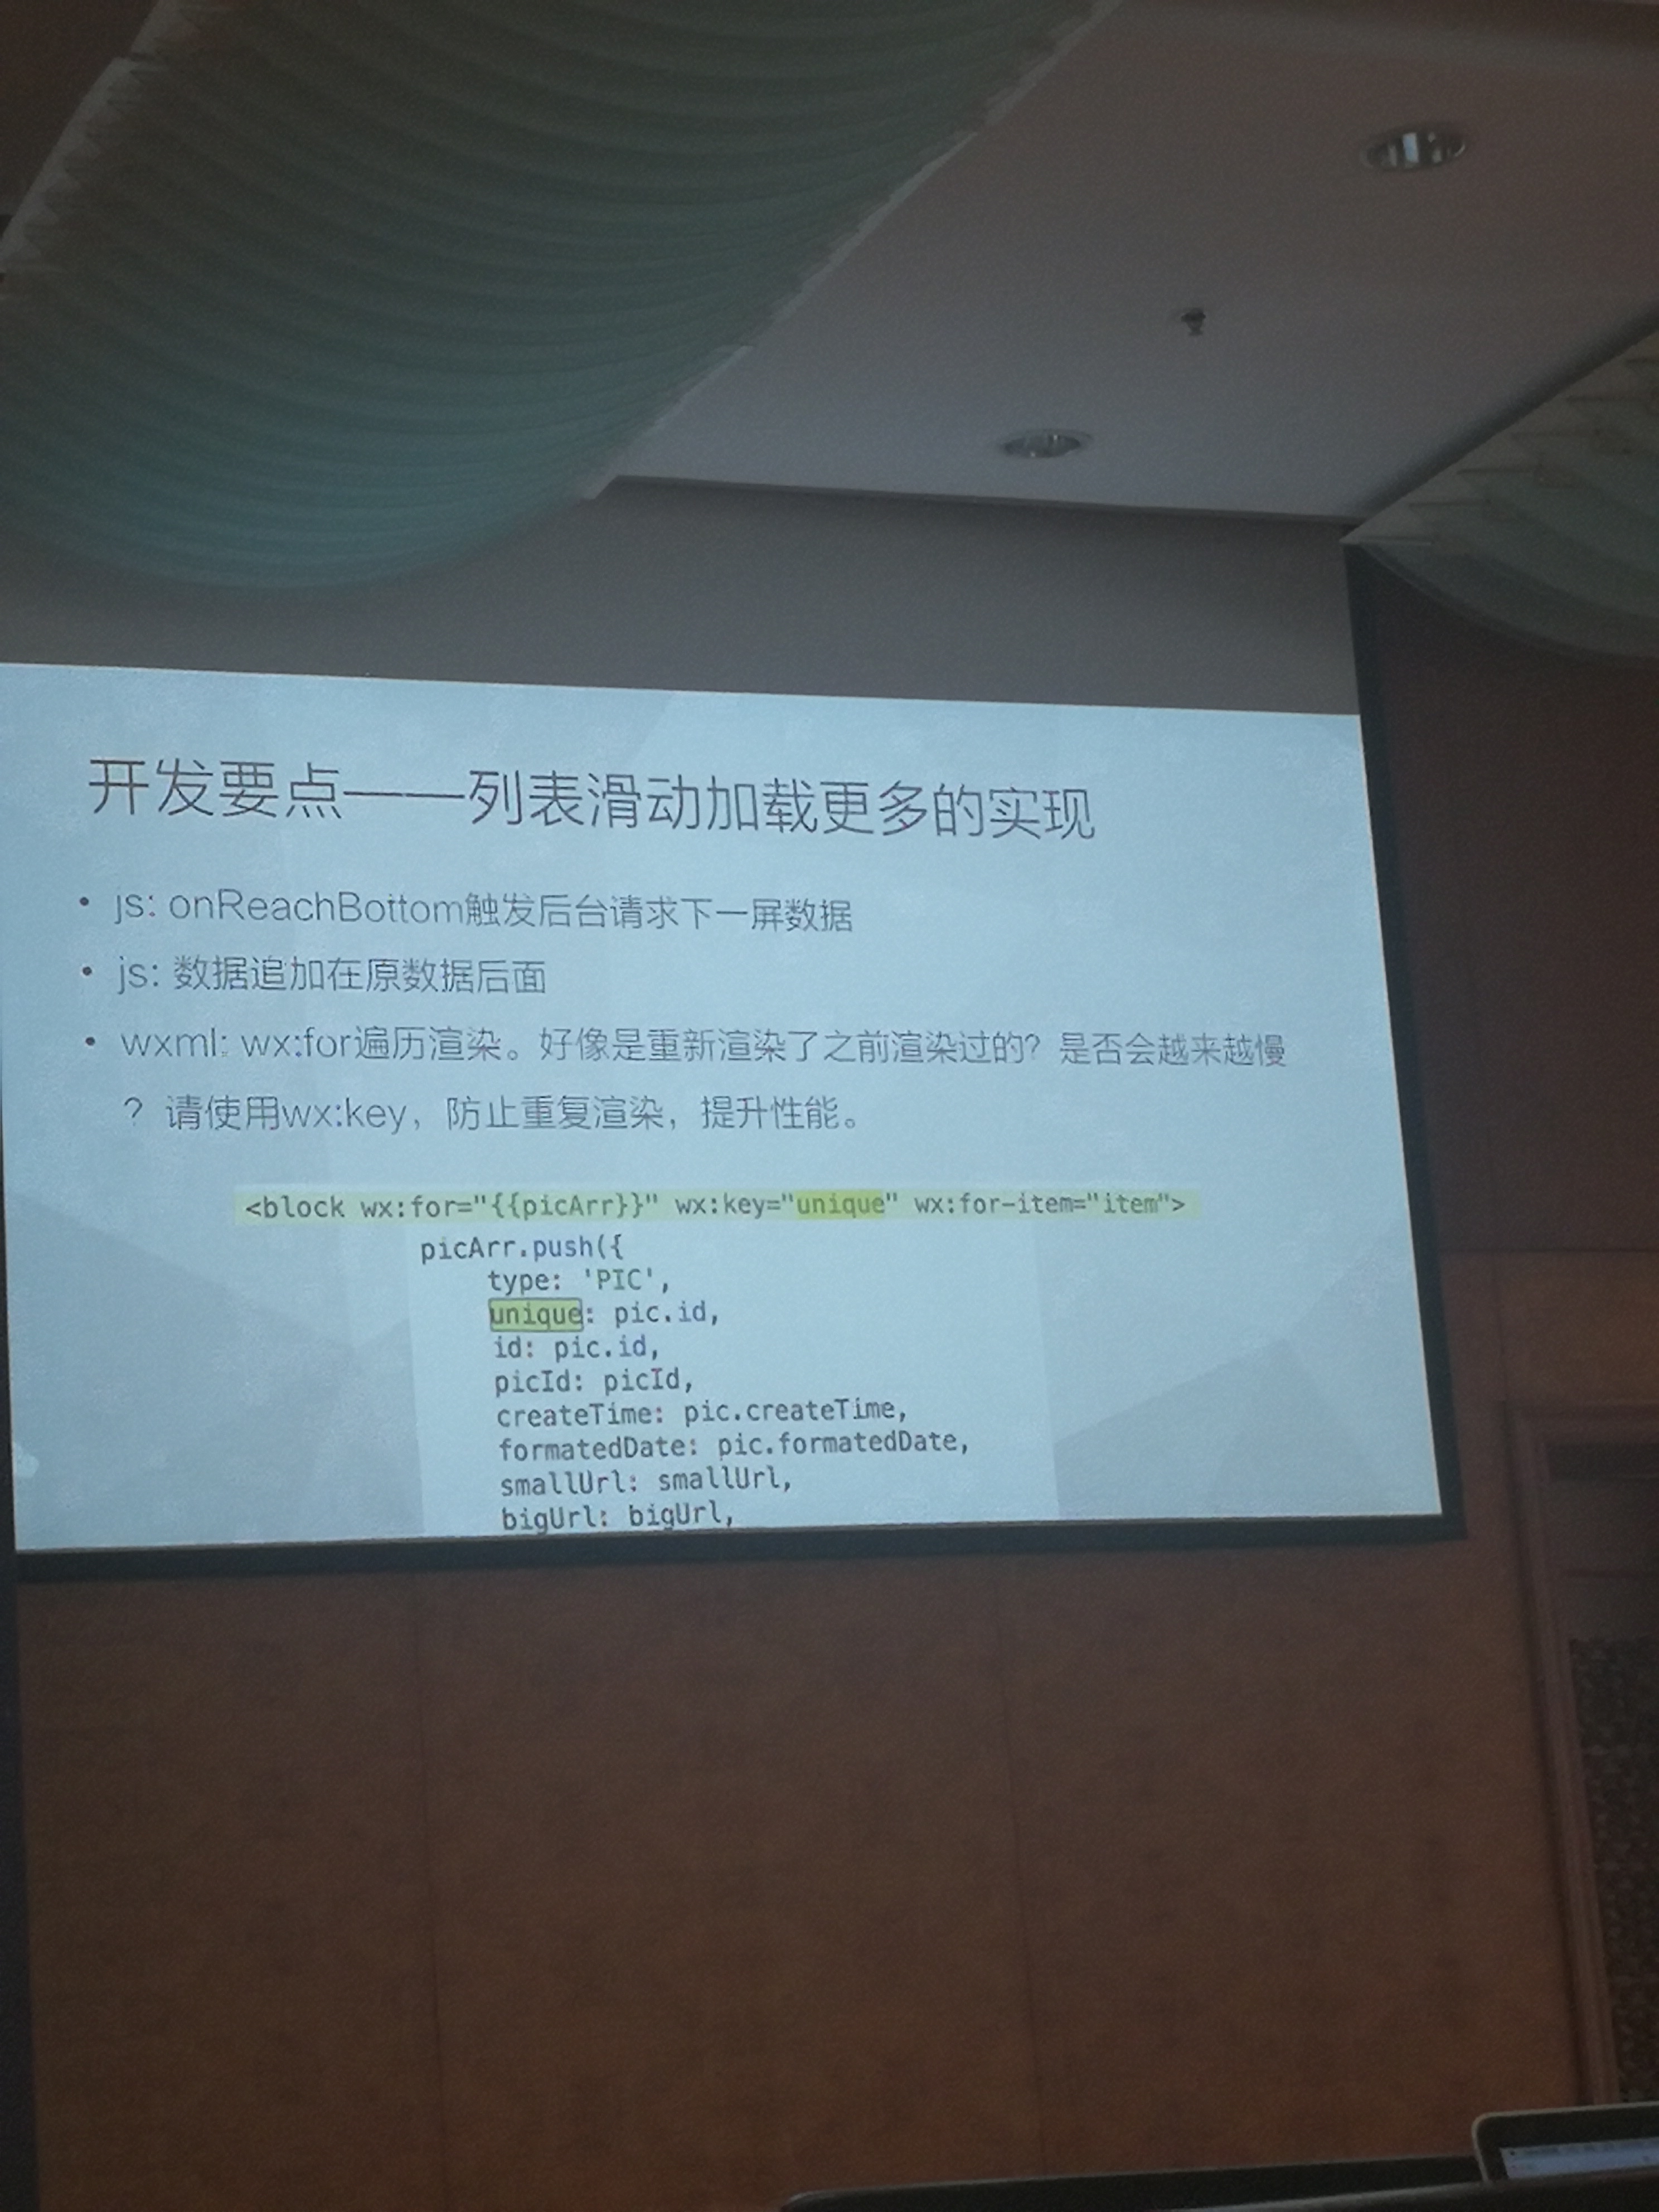 开发要点——列表滑动加载更多的实现
• js: onReachBottom触发后台请求下一屏数据
• js: 数据追加在原数据后面
• wxml: wx:for遍历渲染。好像是重新渲染了之前渲染过的? 是否会越来越慢
? 请使用wx:key，防止重复渲染，提升性能。
<block wx:for="{{picArr}}" wx:key="unique" wx:for-item="item">
picArr.push({
type: 'PIC',
unique: pic.id,
id: pic.id,
picId: picId,
createTime: pic.createTime,
formatedDate: pic.formatedDate,
smallUrl: smallUrl,
bigUrl: bigUrl,